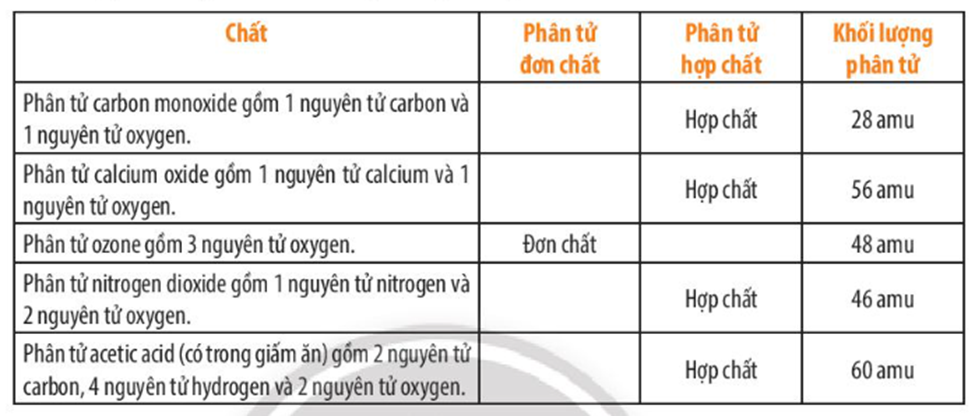 Chất
Phân tử
đơn chất
Phân tử
hợp chất
Khối lượng
phân tử
Phân tử carbon monoxide gồm 1 nguyên tử carbon và
1 nguyên tử oxygen.
Hợp chất
28 amu
Phân tử calcium oxide gồm 1 nguyên tử calcium và 1
nguyên tử oxygen.
Hợp chất
56 amu
Phân tử ozone gồm 3 nguyên tử oxygen.
Đơn chất
48 amu
Phân tử nitrogen dioxide gồm 1 nguyên tử nitrogen và
2 nguyên tử oxygen.
Hợp chất
46 amu
Phân tử acetic acid (có trong giấm ăn) gồm 2 nguyên tử
carbon, 4 nguyên tử hydrogen và 2 nguyên tử oxygen.
Hợp chất
60 amu